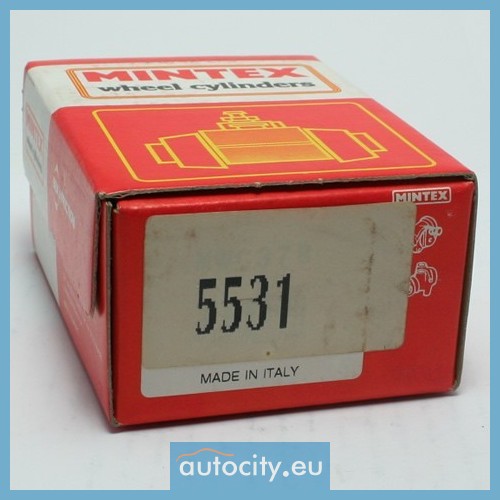 MINTEX
wheel cylinders
MINTEX
5531
MADE IN ITALY
autocity.eu